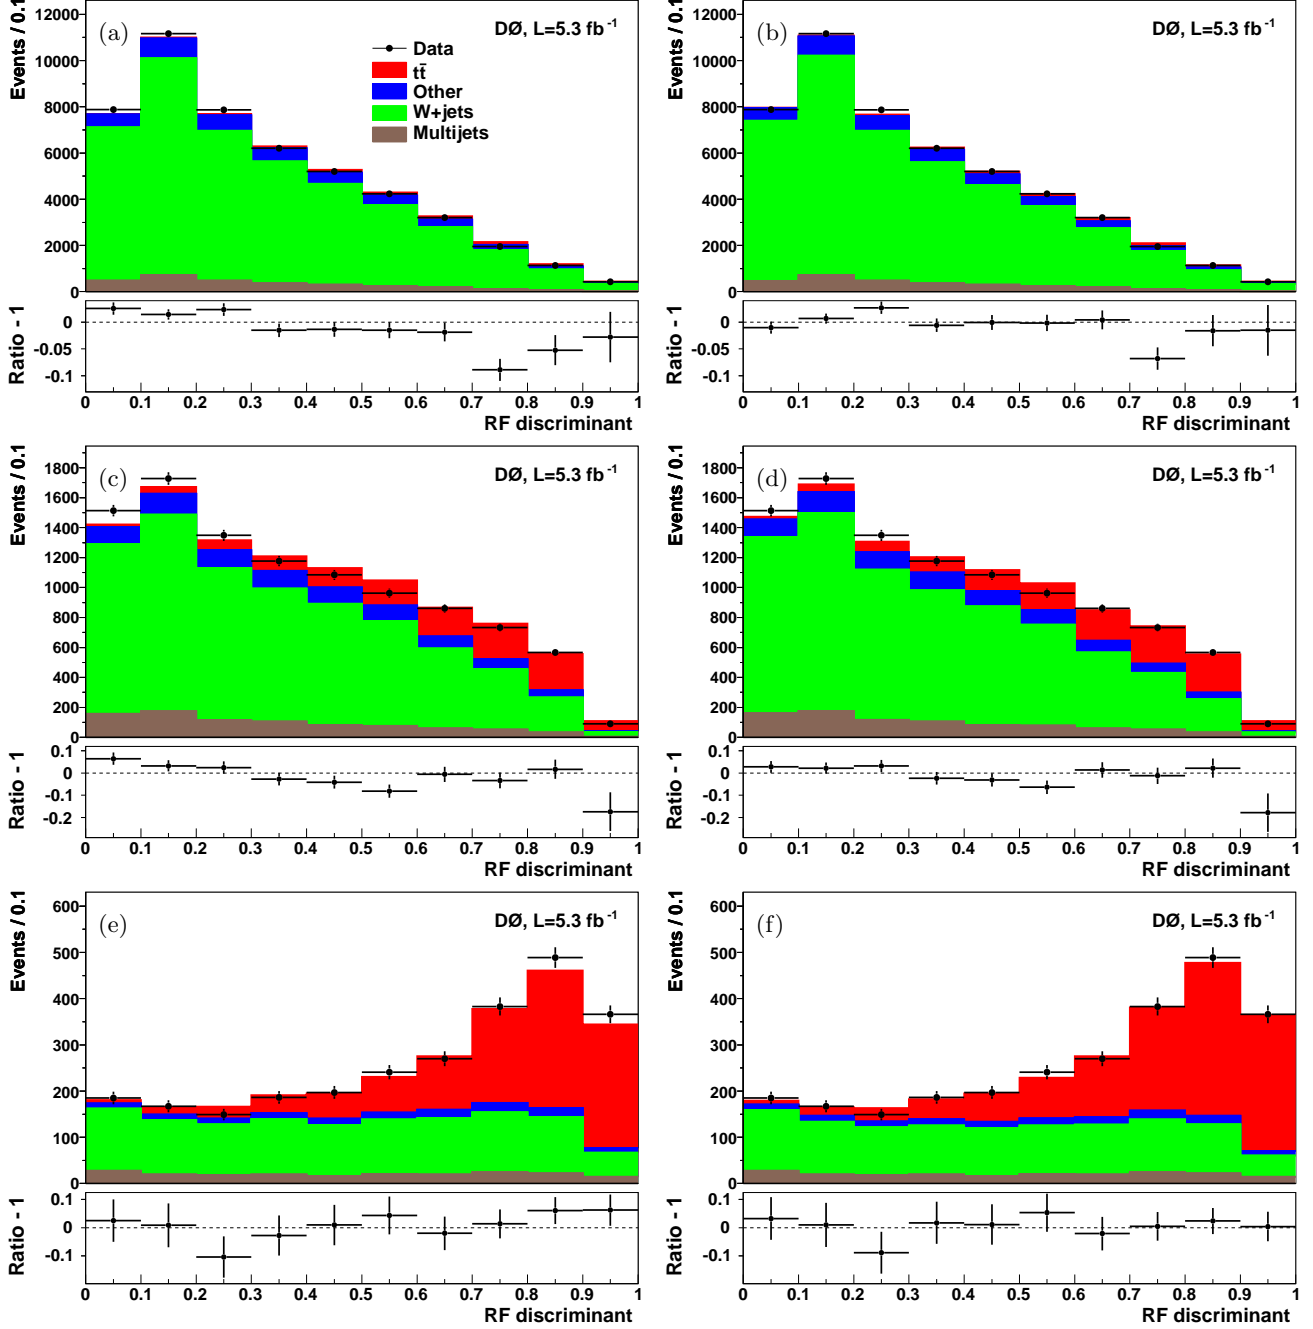 (a)
DØ, L=5.3 fb⁻¹
Events / 0.1
12000
10000
8000
6000
4000
2000
0
Data
tt̄
Other
W+jets
Multijets
Ratio - 1
0
-0.05
-0.1
0 0.1 0.2 0.3 0.4 0.5 0.6 0.7 0.8 0.9 1
RF discriminant
(b)
DØ, L=5.3 fb⁻¹
Events / 0.1
12000
10000
8000
6000
4000
2000
0
Ratio - 1
0
-0.05
-0.1
0 0.1 0.2 0.3 0.4 0.5 0.6 0.7 0.8 0.9 1
RF discriminant
(c)
DØ, L=5.3 fb⁻¹
Events / 0.1
1800
1600
1400
1200
1000
800
600
400
200
0
Ratio - 1
0.1
0
-0.1
-0.2
0 0.1 0.2 0.3 0.4 0.5 0.6 0.7 0.8 0.9 1
RF discriminant
(d)
DØ, L=5.3 fb⁻¹
Events / 0.1
1800
1600
1400
1200
1000
800
600
400
200
0
Ratio - 1
0.1
0
-0.1
-0.2
0 0.1 0.2 0.3 0.4 0.5 0.6 0.7 0.8 0.9 1
RF discriminant
(e)
DØ, L=5.3 fb⁻¹
Events / 0.1
600
500
400
300
200
100
0
Ratio - 1
0.1
0
-0.1
0 0.1 0.2 0.3 0.4 0.5 0.6 0.7 0.8 0.9 1
RF discriminant
(f)
DØ, L=5.3 fb⁻¹
Events / 0.1
600
500
400
300
200
100
0
Ratio - 1
0.1
0
-0.1
0 0.1 0.2 0.3 0.4 0.5 0.6 0.7 0.8 0.9 1
RF discriminant